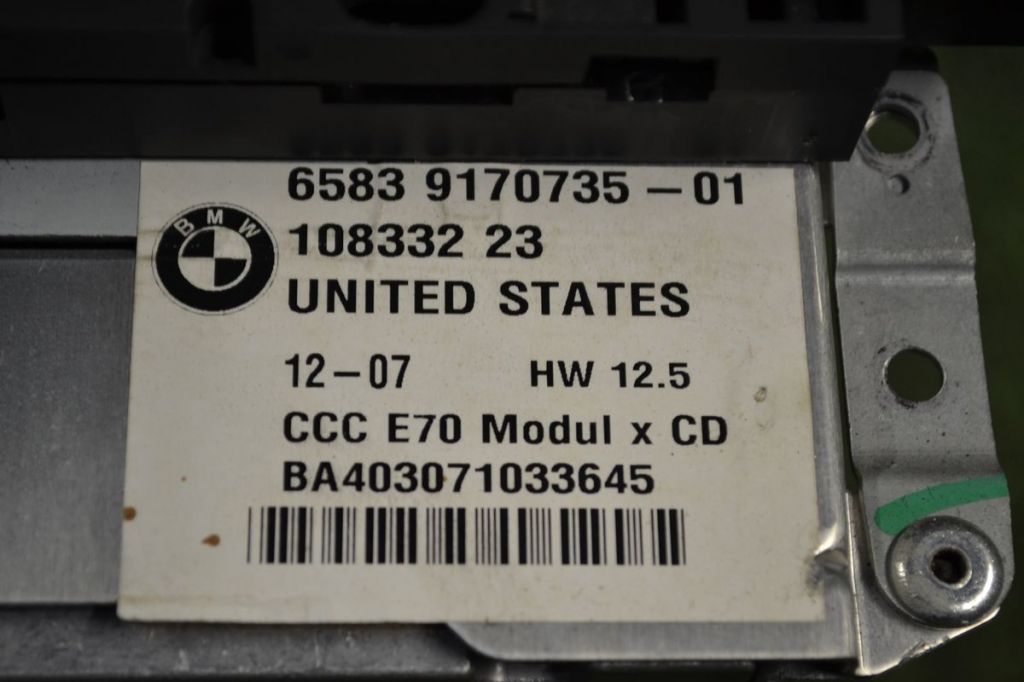 6583 9170735 – 01
BMW
108332 23
UNITED STATES
12 – 07 HW 12.5
CCC E70 Modul x CD
BA403071033645